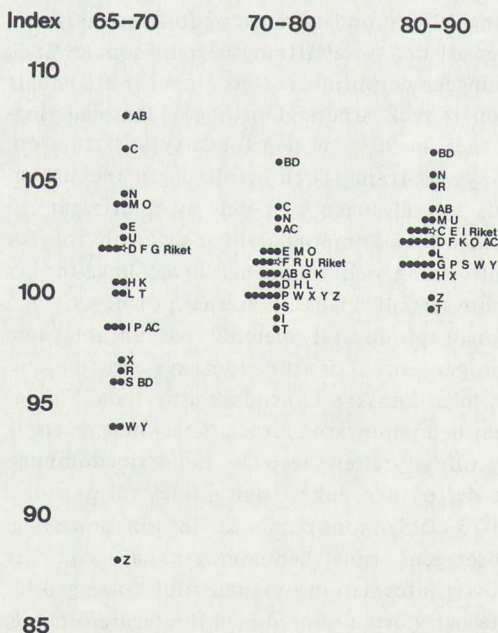 Index 65–70 70–80 80–90
110
105
100
95
90
85
AB
C
N
M O
E
U
D F G Riket
H K
L T
I P AC
X
R
S BD
W Y
Z
BD
C
N
AC
E M O
F R U Riket
A B G K
D H L
P W X Y Z
S
I
T
BD
N
R
AB
M U
C E I Riket
D F K O AC
L
G P S W Y
H X
Z
T